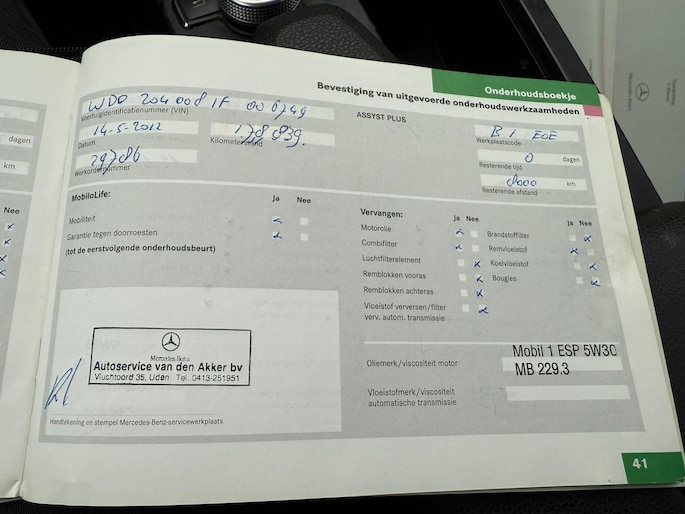 Onderhoudsboekje
Bevestiging van uitgevoerde onderhoudswerkzaamheden
WDD 204 008 1F 006749
Voertuigidentificatienummer (VIN)
14-5-2012
Datum
178839.
Kilometerstand
29786
Werkordernummer
ASSYST PLUS
B 1 E0E
Werkplaatscode
0 dagen
Resterende tijd
8000 km
Resterende afstand
dagen
km
Nee
MobiloLife:
Ja Nee
Mobiliteit
Garantie tegen doorroesten
(tot de eerstvolgende onderhoudsbeurt)
Vervangen:
Ja Nee
Ja Nee
Motorolie
Brandstoffilter
Combifilter
Remvloeistof
Luchtfilterelement
Koelvloeistof
Remblokken vooras
Bougies
Remblokken achteras
Vloeistof verversen/filter
verv. autom. transmissie
Mercedes-Benz
Autoservice van den Akker bv
Vluchtoord 35, Uden Tel. 0413-251951
Handtekening en stempel Mercedes-Benz-servicewerkplaats
Oliemerk/viscositeit motor
Mobil 1 ESP 5W30
MB 229.3
Vloeistofmerk/viscositeit
automatische transmissie
41